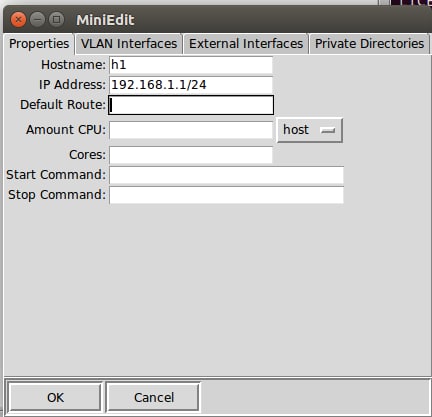 MiniEdit
Properties VLAN Interfaces External Interfaces Private Directories
Hostname: h1
IP Address: 192.168.1.1/24
Default Route:
Amount CPU: host
Cores:
Start Command:
Stop Command:
OK Cancel